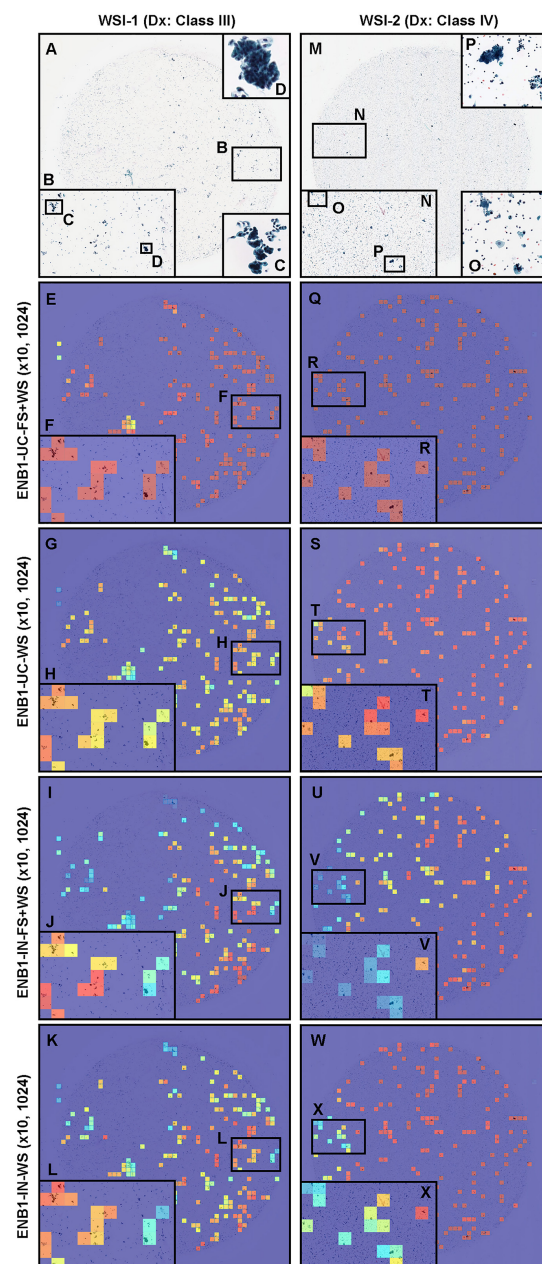 WSI-1 (Dx: Class III)
WSI-2 (Dx: Class IV)
A
D
B
B
C
D
C
M
P
N
O
N
P
O
ENB1-UC-FS+WS (x10, 1024)
E
F
F
Q
R
R
ENB1-UC-WS (x10, 1024)
G
H
H
S
T
T
ENB1-IN-FS+WS (x10, 1024)
I
J
J
U
V
V
ENB1-IN-WS (x10, 1024)
K
L
L
W
X
X